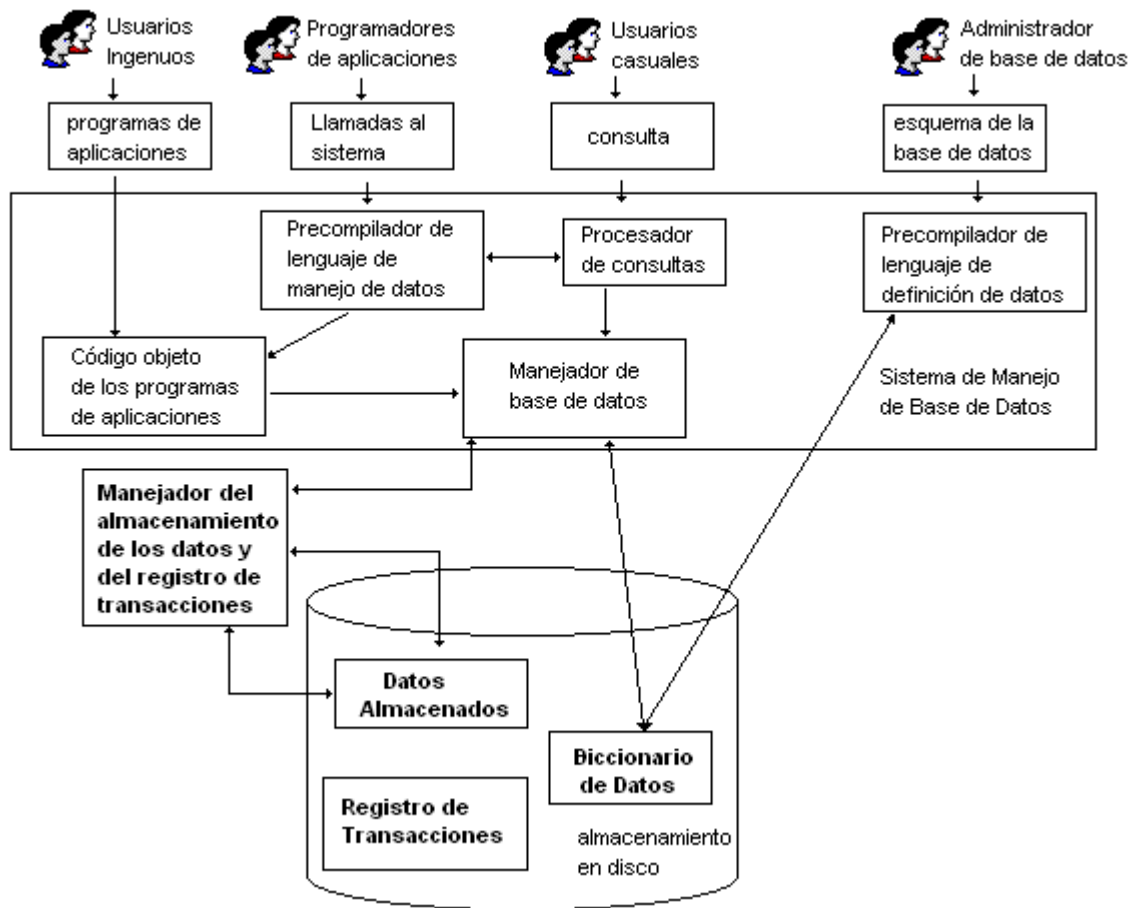 Usuarios
Ingenuos
Programadores
de aplicaciones
Usuarios
casuales
Administrador
de base de datos
programas de
aplicaciones
Llamadas al
sistema
consulta
esquema de la
base de datos
Precompilador de
lenguaje de
manejo de datos
Procesador
de consultas
Precompilador de
lenguaje de
definición de datos
Código objeto
de los programas
de aplicaciones
Manejador de
base de datos
Sistema de Manejo
de Base de Datos
Manejador del
almacenamiento
de los datos y
del registro de
transacciones
Datos
Almacenados
Biccionario
de Datos
Registro de
Transacciones
almacenamiento
en disco